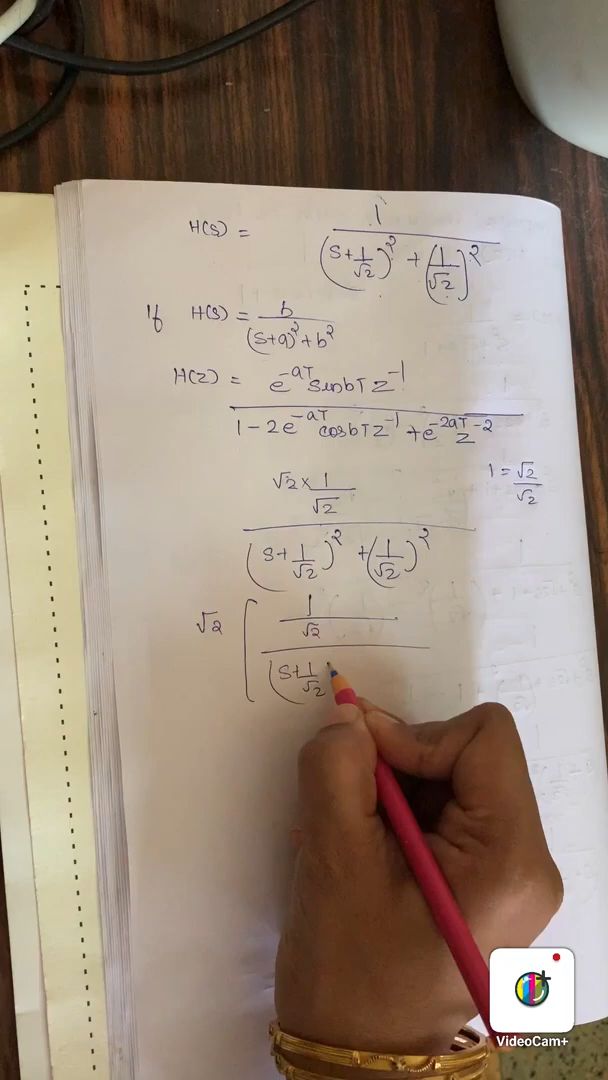 H(s) = 1 / (s + 1/√2)² + (1/√2)²
If H(s) = b / (s+a)² + b²
H(z) = e^-aT sinbT z^-1 / 1 - 2e^-aT cosbT z^-1 + e^-2aT z^-2
1 = √2/√2
√2 × 1/√2 / (s + 1/√2)² + (1/√2)²
√2 [ 1/√2 / (s + 1/√2
VideoCam+